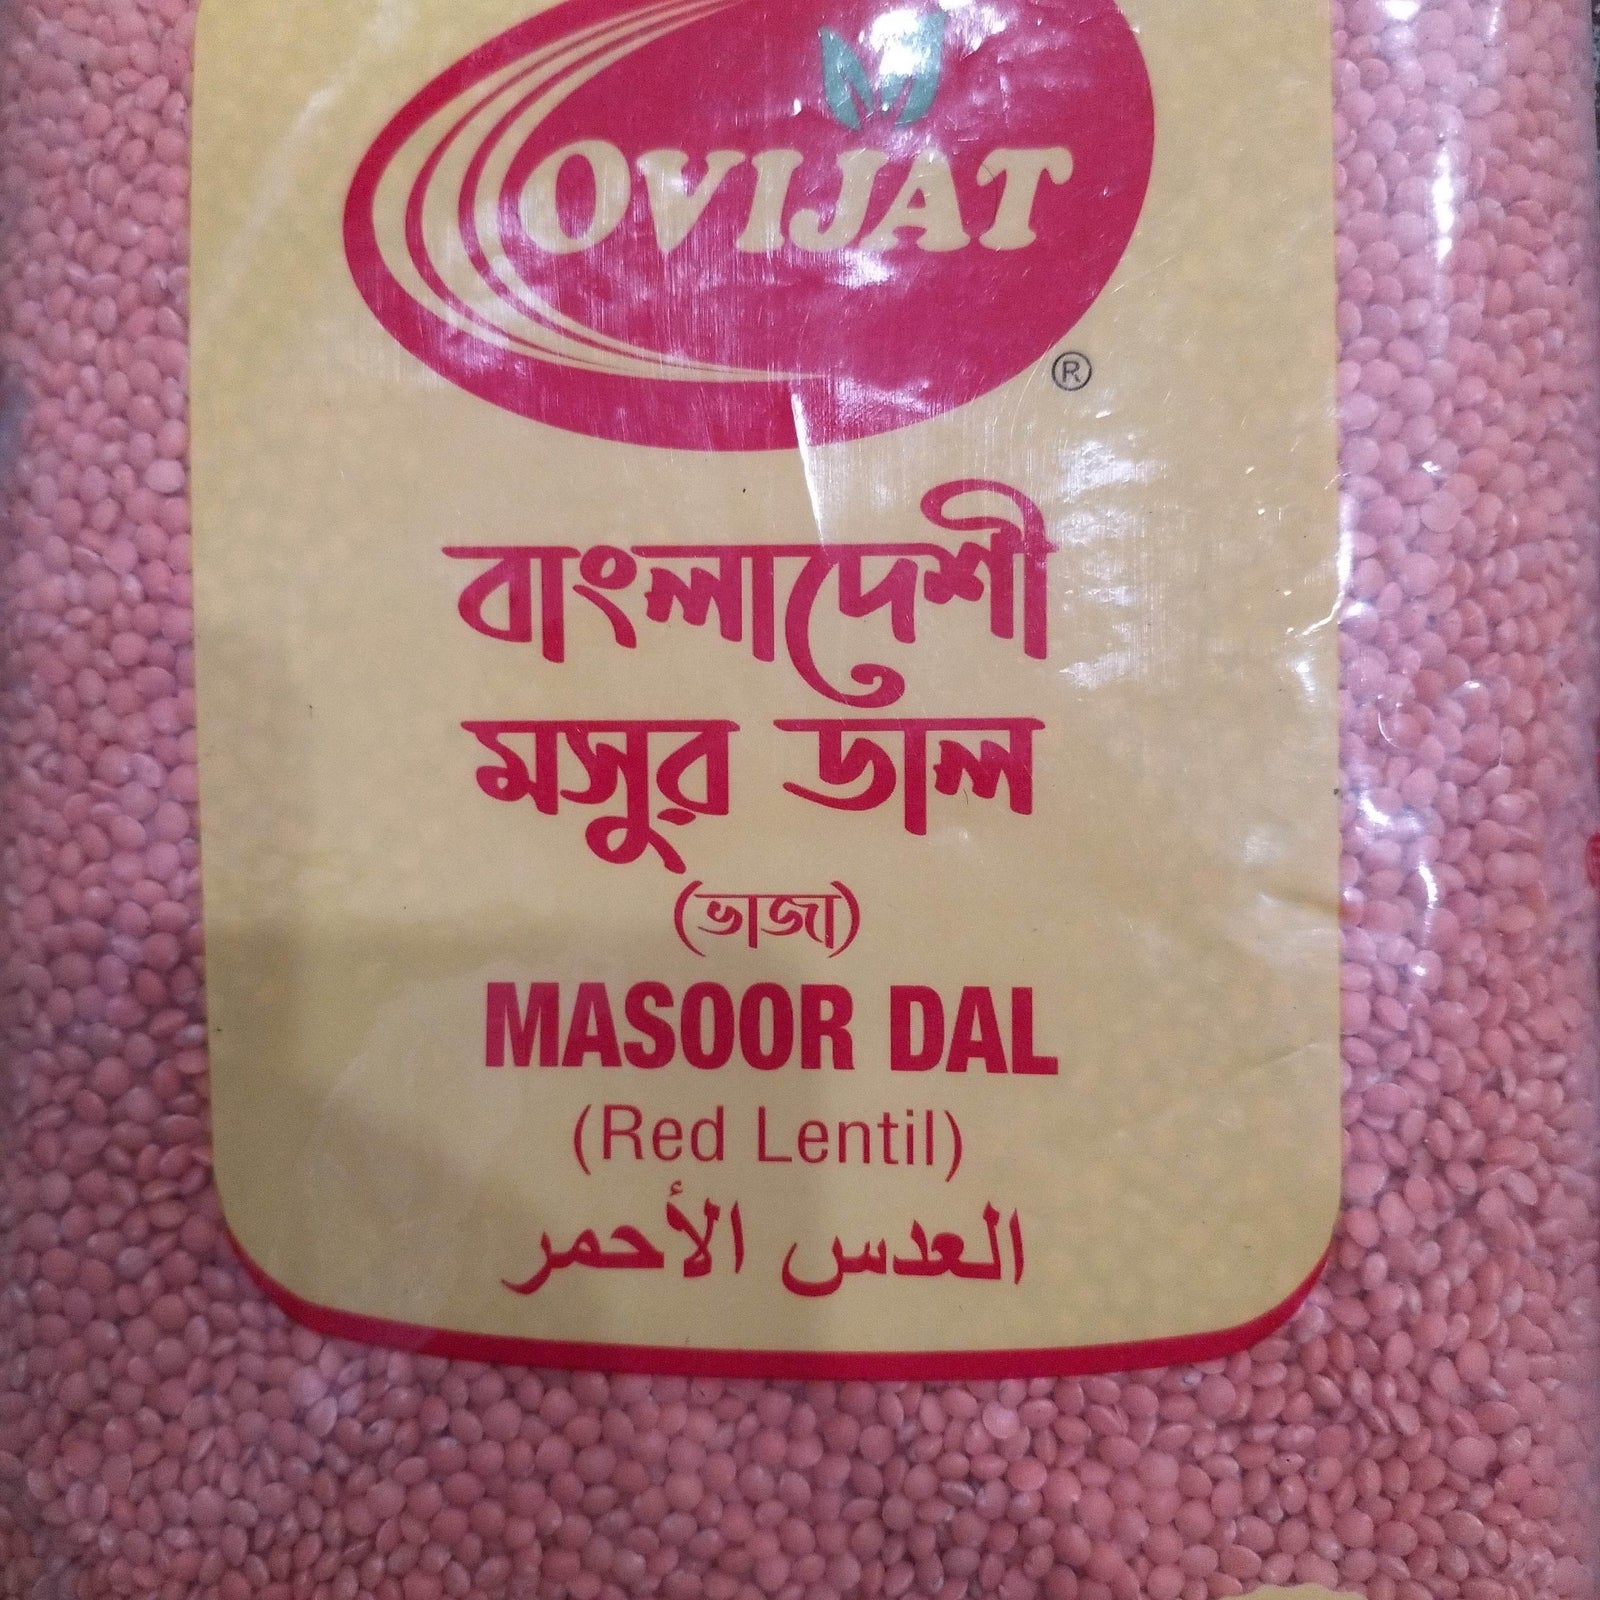 OVIJAT
®
বাংলাদেশী
মসুর ডাল
(ভাজা)
MASOOR DAL
(Red Lentil)
العدس الأحمر